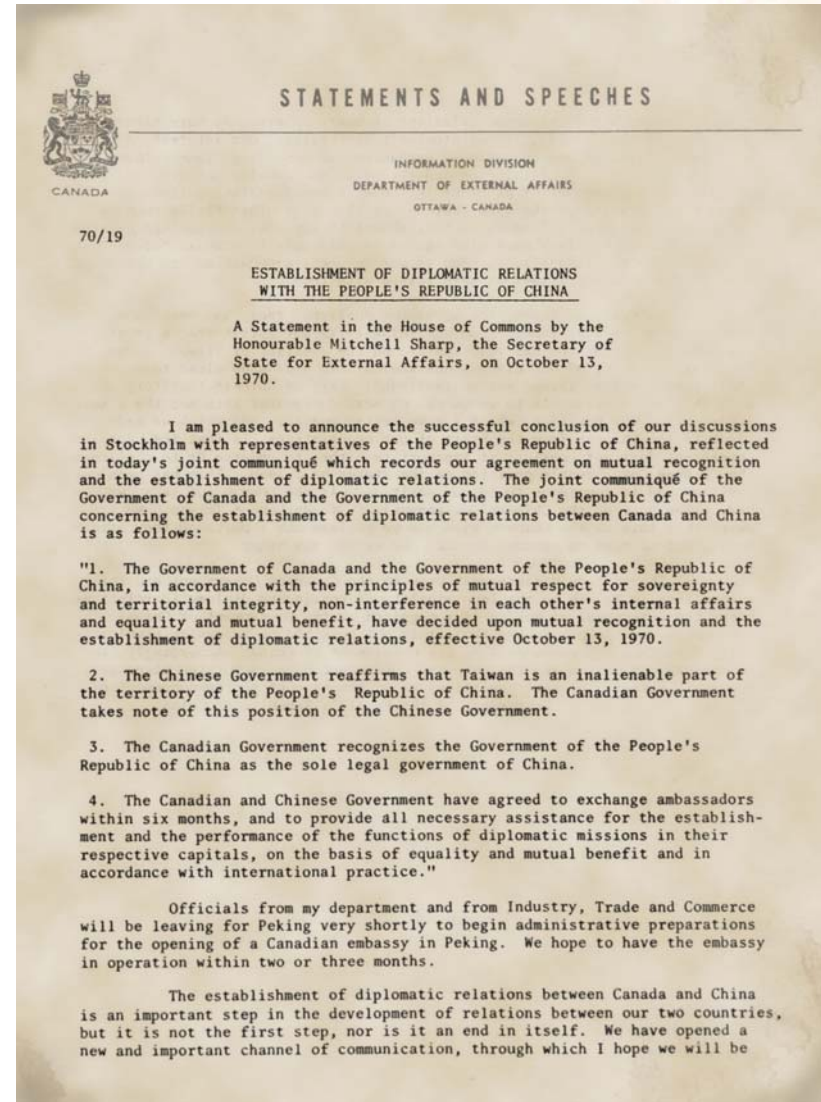 STATEMENTS AND SPEECHES
CANADA
INFORMATION DIVISION
DEPARTMENT OF EXTERNAL AFFAIRS
OTTAWA - CANADA
70/19
ESTABLISHMENT OF DIPLOMATIC RELATIONS
WITH THE PEOPLE'S REPUBLIC OF CHINA
A Statement in the House of Commons by the
Honourable Mitchell Sharp, the Secretary of
State for External Affairs, on October 13,
1970.
I am pleased to announce the successful conclusion of our discussions
in Stockholm with representatives of the People's Republic of China, reflected
in today's joint communiqué which records our agreement on mutual recognition
and the establishment of diplomatic relations. The joint communiqué of the
Government of Canada and the Government of the People's Republic of China
concerning the establishment of diplomatic relations between Canada and China
is as follows:
"1. The Government of Canada and the Government of the People's Republic of
China, in accordance with the principles of mutual respect for sovereignty
and territorial integrity, non-interference in each other's internal affairs
and equality and mutual benefit, have decided upon mutual recognition and the
establishment of diplomatic relations, effective October 13, 1970.
2. The Chinese Government reaffirms that Taiwan is an inalienable part of
the territory of the People's Republic of China. The Canadian Government
takes note of this position of the Chinese Government.
3. The Canadian Government recognizes the Government of the People's
Republic of China as the sole legal government of China.
4. The Canadian and Chinese Government have agreed to exchange ambassadors
within six months, and to provide all necessary assistance for the establish-
ment and the performance of the functions of diplomatic missions in their
respective capitals, on the basis of equality and mutual benefit and in
accordance with international practice."
Officials from my department and from Industry, Trade and Commerce
will be leaving for Peking very shortly to begin administrative preparations
for the opening of a Canadian embassy in Peking. We hope to have the embassy
in operation within two or three months.
The establishment of diplomatic relations between Canada and China
is an important step in the development of relations between our two countries,
but it is not the first step, nor is it an end in itself. We have opened a
new and important channel of communication, through which I hope we will be